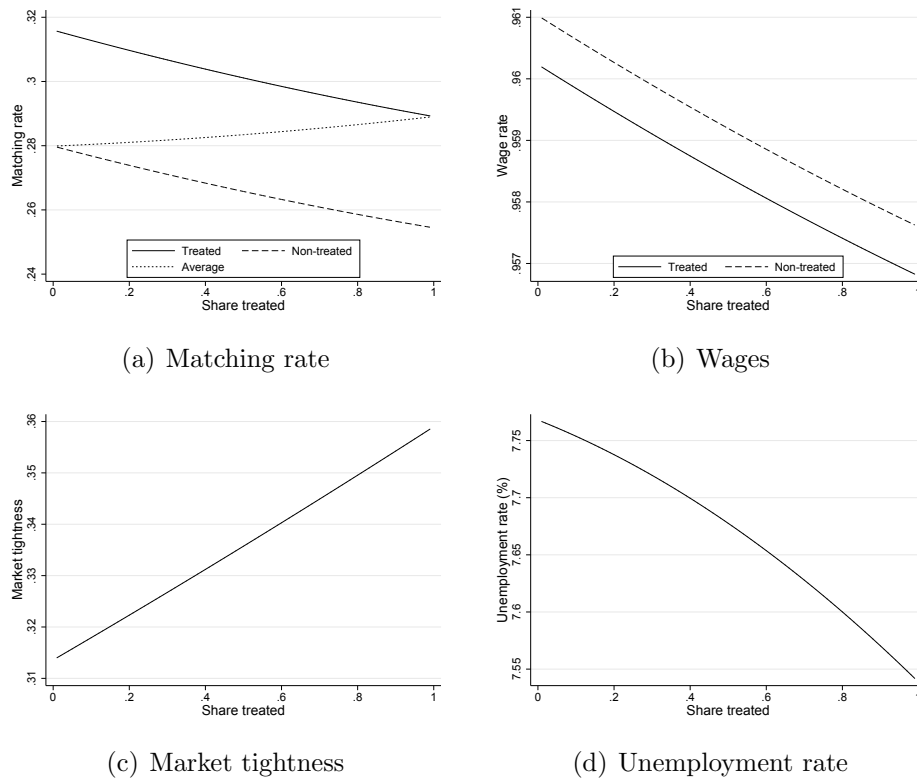 .32
.3
.28
.26
.24
Matching rate
Treated
Non-treated
Average
0 .2 .4 .6 .8 1
Share treated
(a) Matching rate
.961
.96
.959
.958
.957
Wage rate
Treated
Non-treated
0 .2 .4 .6 .8 1
Share treated
(b) Wages
.36
.35
.34
.33
.32
.31
Market tightness
0 .2 .4 .6 .8 1
Share treated
(c) Market tightness
7.75
7.7
7.65
7.6
7.55
Unemployment rate (%)
0 .2 .4 .6 .8 1
Share treated
(d) Unemployment rate